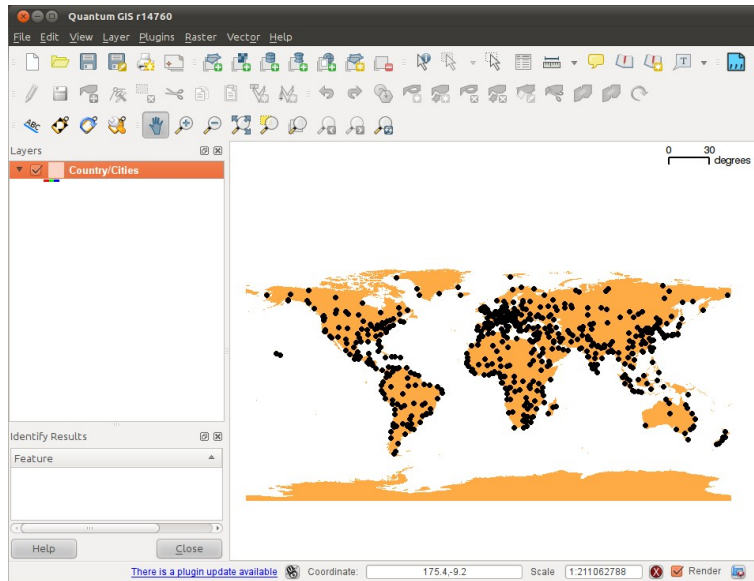 Quantum GIS r14760
File Edit View Layer Plugins Raster Vector Help
ABC
Layers
Country/Cities
0 30
degrees
Identify Results
Feature
Help
Close
There is a plugin update available
Coordinate:
175.4,-9.2
Scale
1:211062788
Render